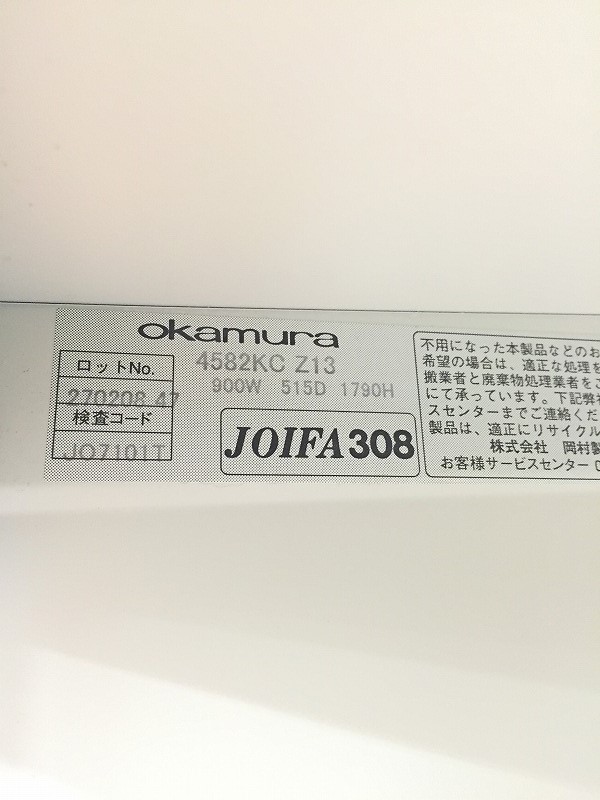 okamura
4582KC Z13
900W 515D 1790H
ロットNo.
270208 47
検査コード
JO7101T
JOIFA308
不用になった本製品などのお
希望の場合は、適正な処理を
搬業者と廃棄物処理業者をこ
にて承っています。下記弊社
スセンターまでご連絡くだ
製品は、適正にリサイクル
株式会社 岡村製
お客様サービスセンター